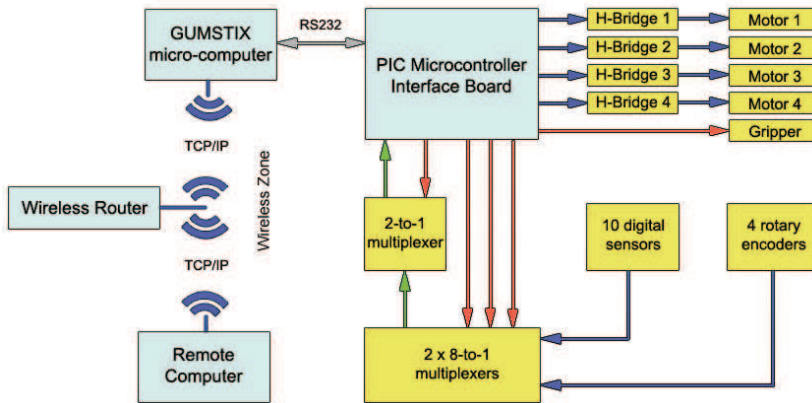 GUMSTIX
micro-computer
RS232
PIC Microcontroller
Interface Board
H-Bridge 1
Motor 1
H-Bridge 2
Motor 2
H-Bridge 3
Motor 3
H-Bridge 4
Motor 4
Gripper
TCP/IP
Wireless Zone
Wireless Router
2-to-1
multiplexer
10 digital
sensors
4 rotary
encoders
TCP/IP
Remote
Computer
2 x 8-to-1
multiplexers